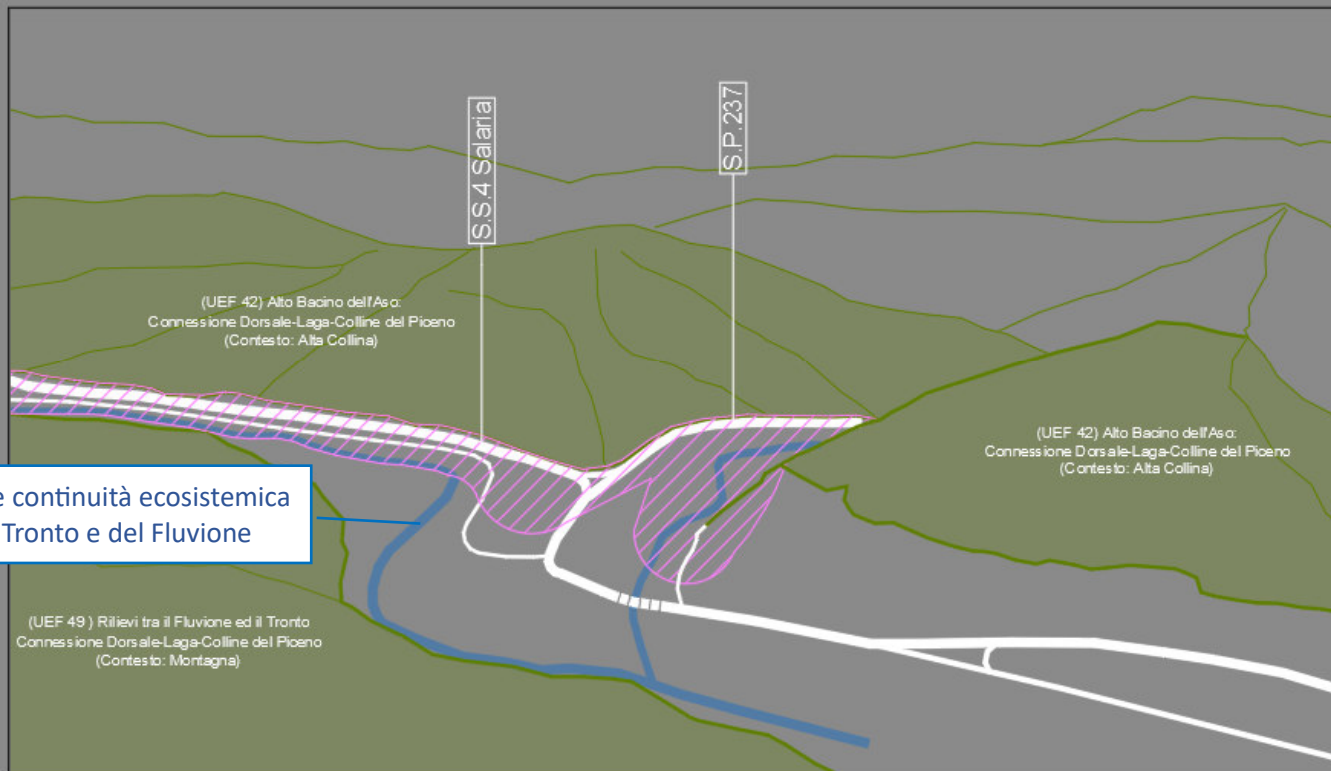 S.S.4 Salaria
S.P.237
(UEF 42) Alto Bacino dell'Aso:
Connessione Dorsale-Laga-Colline del Piceno
(Contesto: Alta Collina)
(UEF 42) Alto Bacino dell'Aso:
Connessione Dorsale-Laga-Colline del Piceno
(Contesto: Alta Collina)
e continuità ecosistemica
Tronto e del Fluvione
(UEF 49 ) Rilievi tra il Fluvione ed il Tronto
Connessione Dorsale-Laga-Colline del Piceno
(Contesto: Montagna)